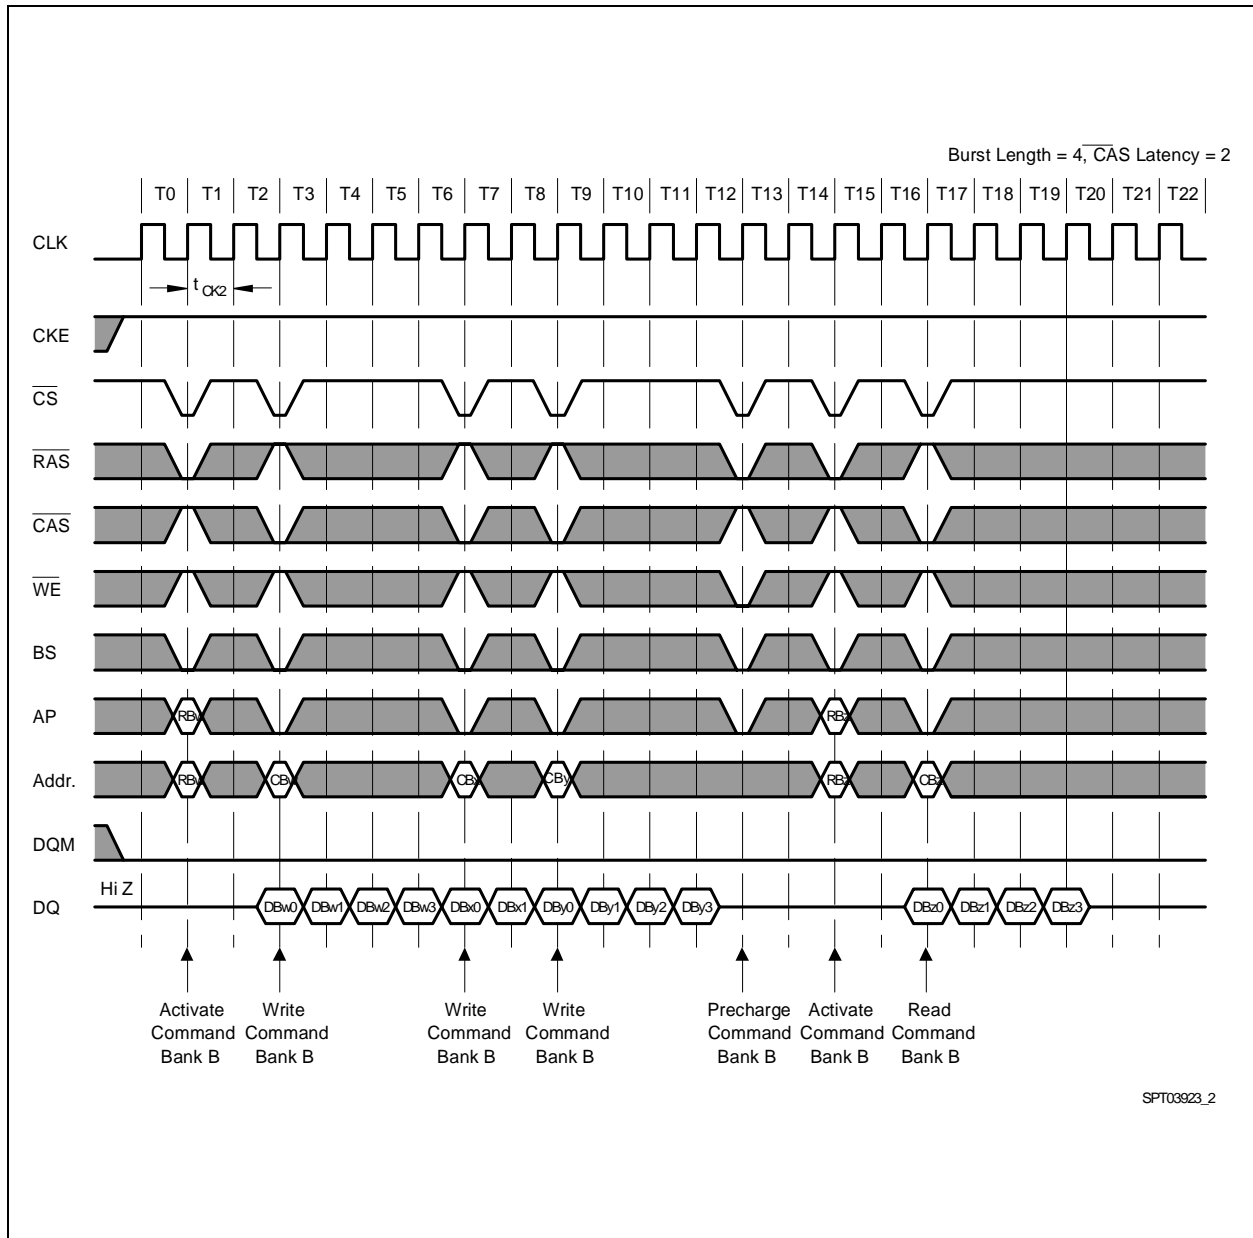 Burst Length = 4, CAS Latency = 2
T0 T1 T2 T3 T4 T5 T6 T7 T8 T9 T10 T11 T12 T13 T14 T15 T16 T17 T18 T19 T20 T21 T22
CLK
t CK2
CKE
CS
RAS
CAS
WE
BS
AP
RBz
Addr.
CBx CBy RBz CBz
DQM
Hi Z
DQ
DBw0 DBw1 DBw2 DBw3 DBx0 DBx1 DBy0 DBy1 DBy2 DBy3 DBz0 DBz1 DBz2 DBz3
Activate Write Write Write Precharge Activate Read
Command Command Command Command Command Command Command
Bank B Bank B Bank B Bank B Bank B Bank B Bank B
SPT03923_2